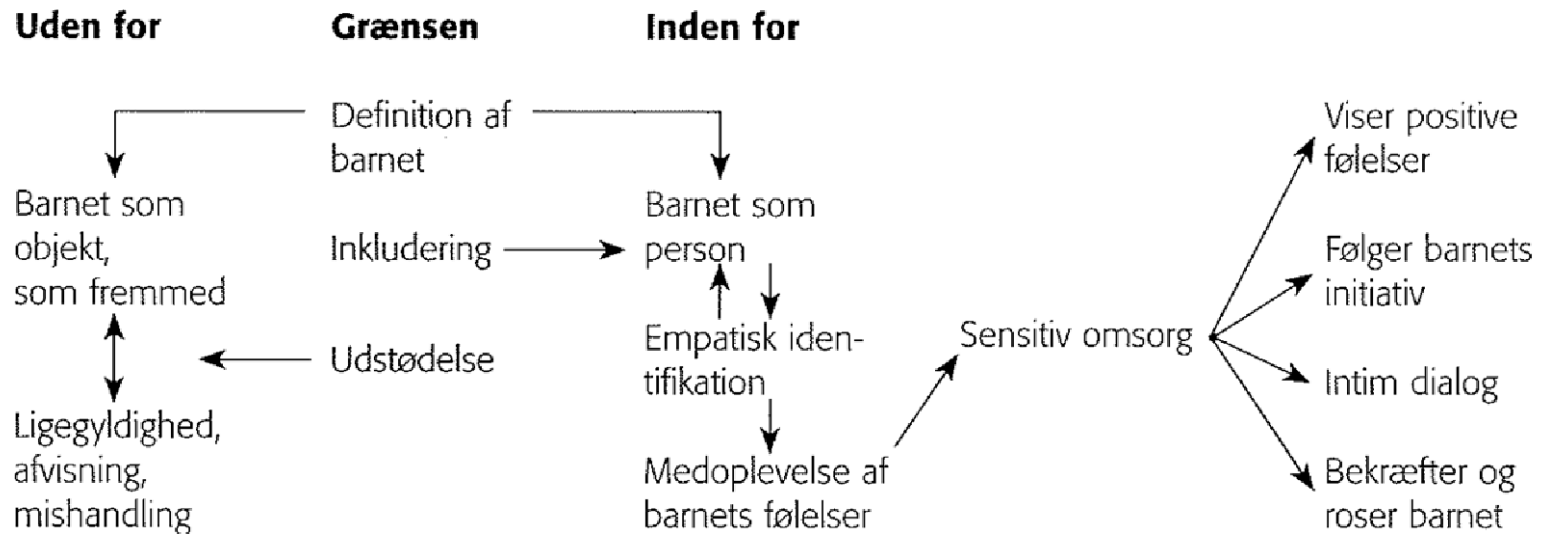 Uden for
Grænsen
Inden for
Definition af
barnet
Barnet som
objekt,
som fremmed
Inkludering
Barnet som
person
Udstødelse
Empatisk iden-
tifikation
Ligegyldighed,
afvisning,
mishandling
Medoplevelse af
barnets følelser
Sensitiv omsorg
Viser positive
følelser
Følger barnets
initiativ
Intim dialog
Bekræfter og
roser barnet